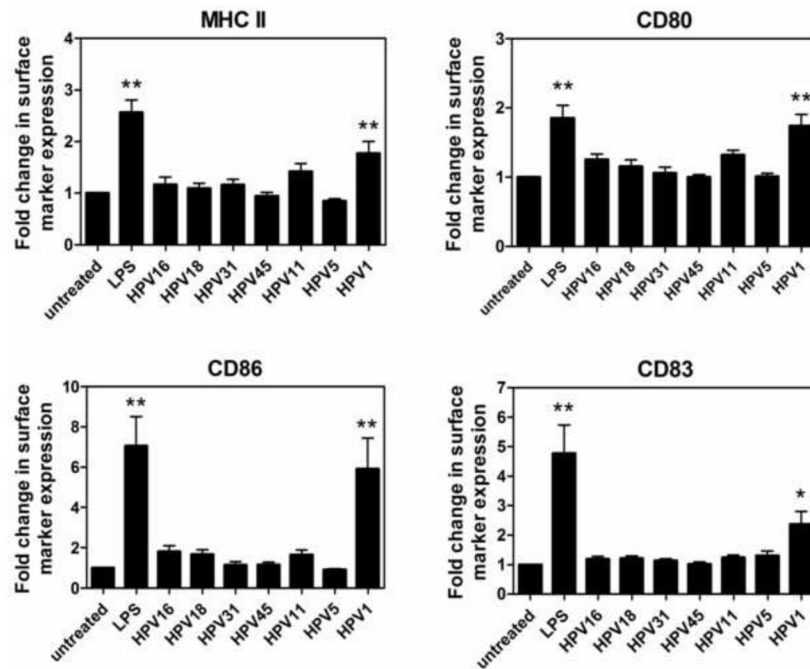 MHC II
Fold change in surface
marker expression
4
3
2
1
0
**
**
untreated
LPS
HPV16
HPV18
HPV31
HPV45
HPV11
HPV5
HPV1
CD80
Fold change in surface
marker expression
3
2
1
0
**
**
untreated
LPS
HPV16
HPV18
HPV31
HPV45
HPV11
HPV5
HPV1
CD86
Fold change in surface
marker expression
10
8
6
4
2
0
**
**
untreated
LPS
HPV16
HPV18
HPV31
HPV45
HPV11
HPV5
HPV1
CD83
Fold change in surface
marker expression
7
6
5
4
3
2
1
0
**
*
untreated
LPS
HPV16
HPV18
HPV31
HPV45
HPV11
HPV5
HPV1